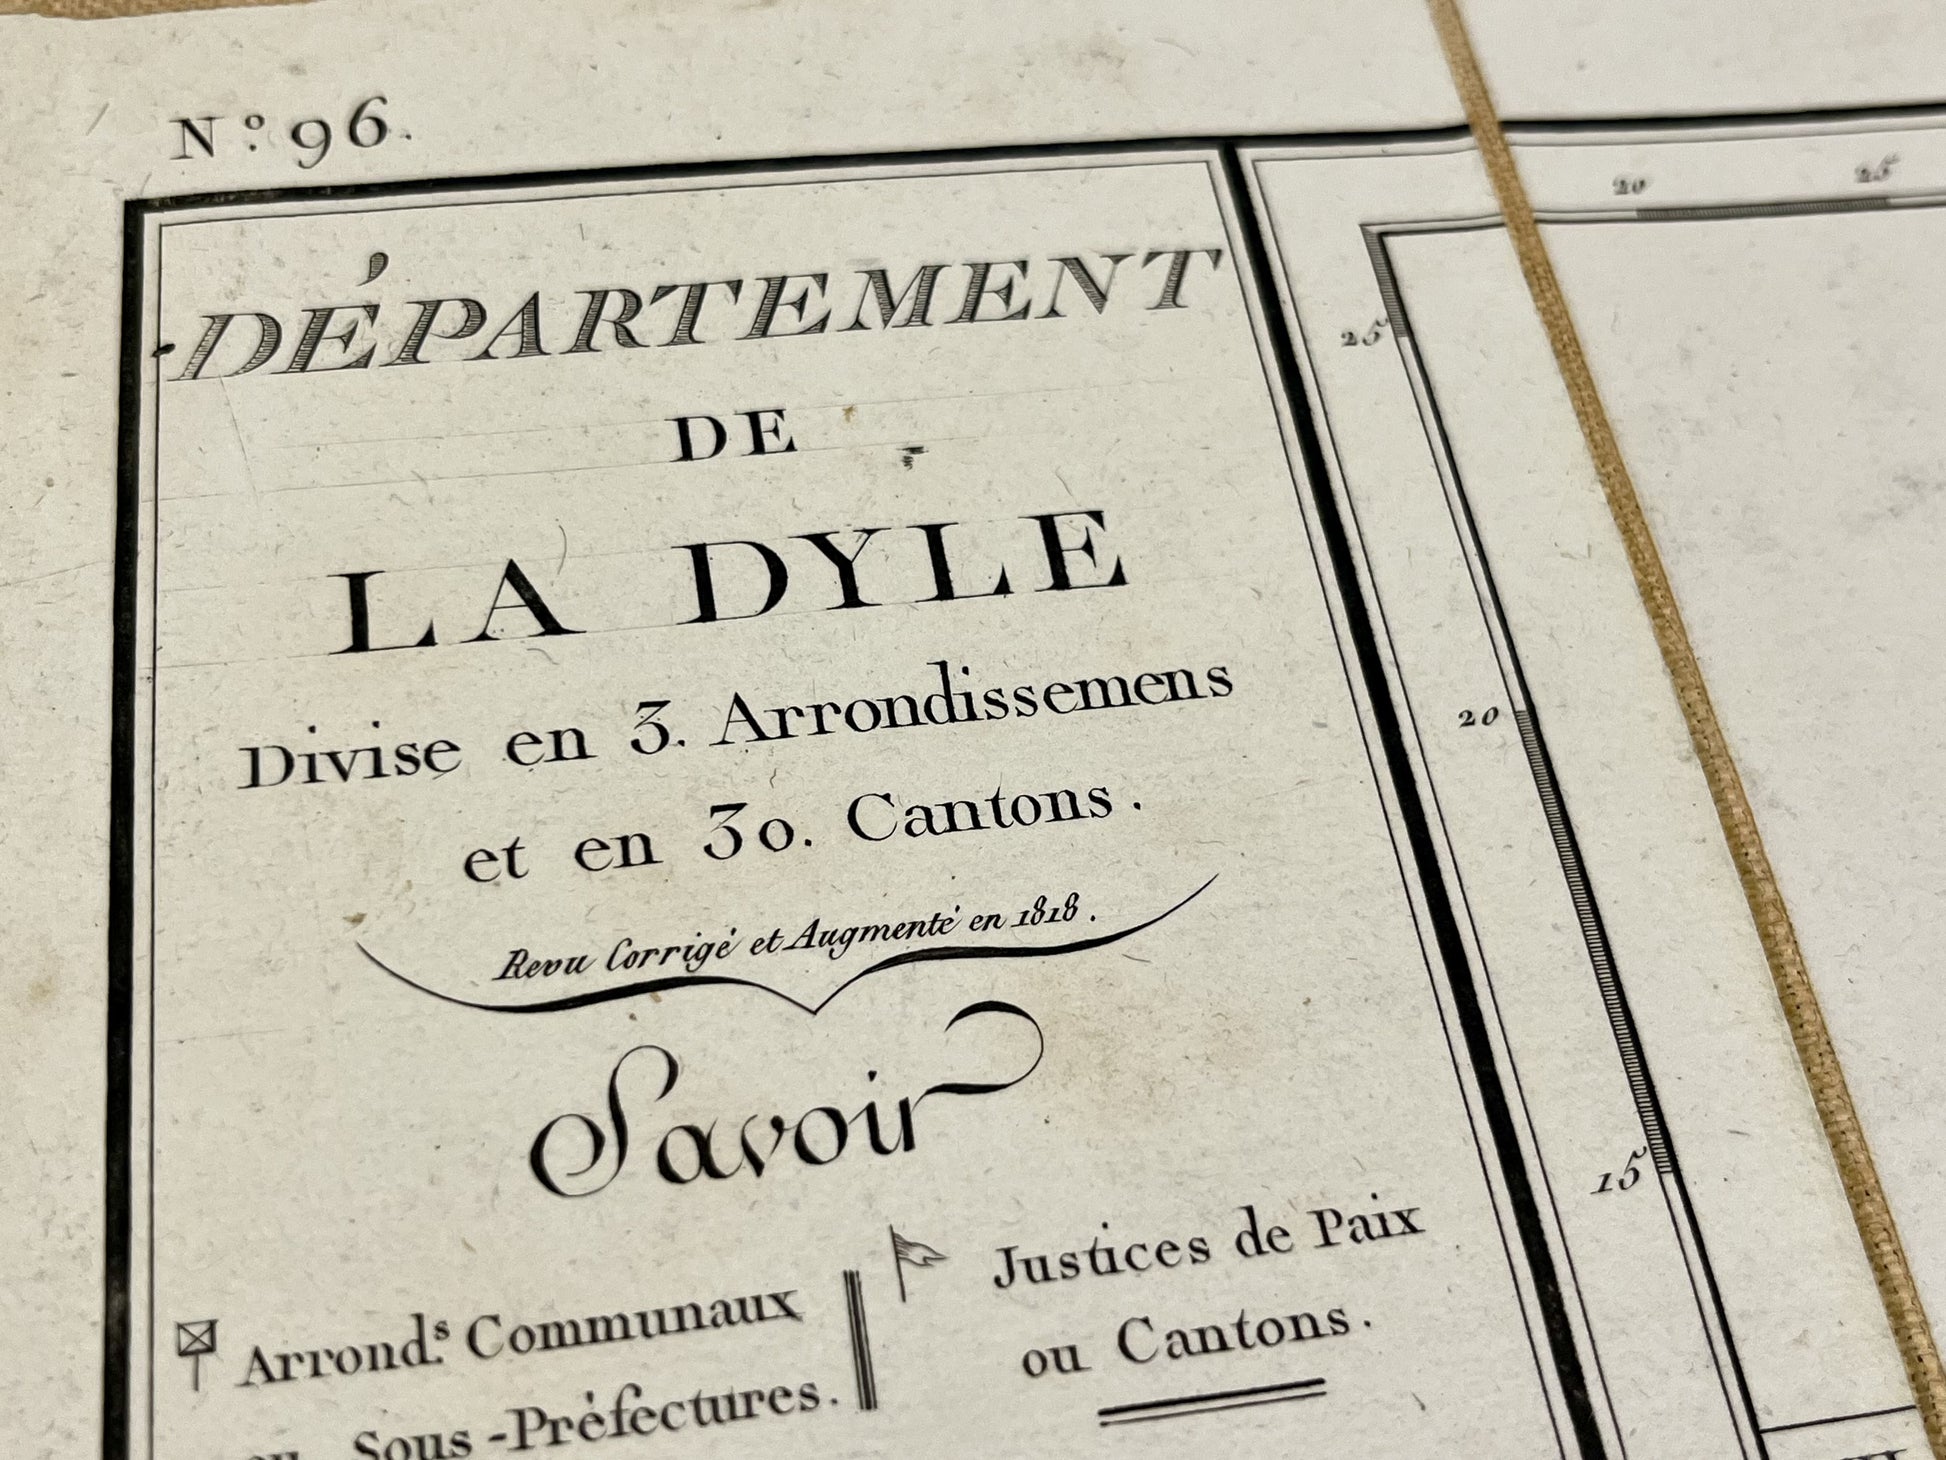 N.º 96.
DÉPARTEMENT
DE
LA DYLE
Divise en 3. Arrondissemens
et en 30. Cantons.
Revu Corrigé et Augmenté en 1818.
Savoir
Arrond.s Communaux
ou Sous-Préfectures.
Justices de Paix
ou Cantons.
20
25
25
20
15